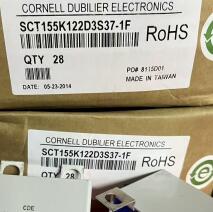 CORNELL DUBILIER ELECTRONICS
SCT155K122D3S37-1F
RoHS
QTY 28
PO# 8115D01
MADE IN TAIWAN
DATE: 05-23-2014
CORNELL DUBILIER ELECTRONICS
SCT155K122D3S37-1F
QTY 28
RoHS
CDE